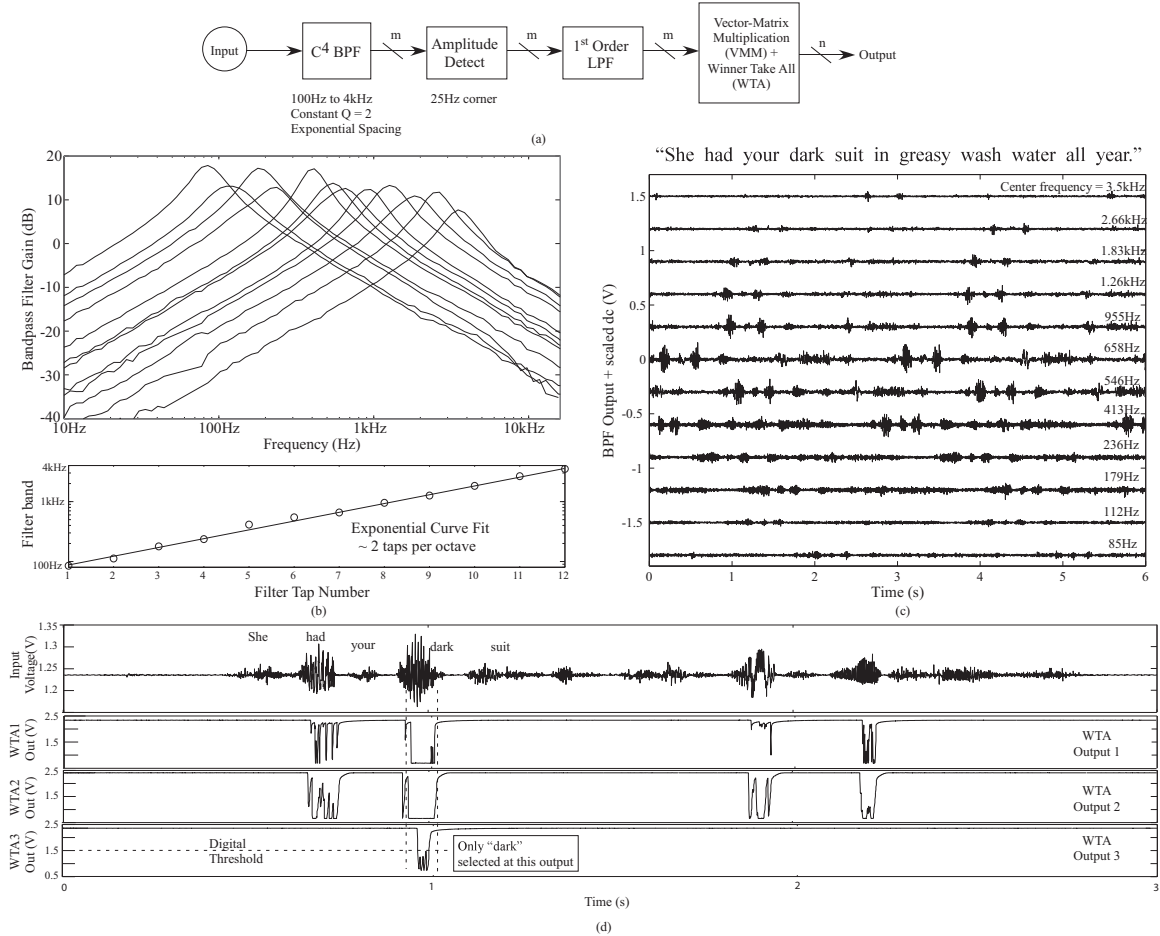 Input
C⁴ BPF
m
Amplitude
Detect
m
1st Order
LPF
m
Vector-Matrix
Multiplication
(VMM) +
Winner Take All
(WTA)
n
Output
100Hz to 4kHz
Constant Q = 2
Exponential Spacing
25Hz corner
(a)
20
10
0
-10
-20
-30
-40
Bandpass Filter Gain (dB)
10Hz 100Hz 1kHz 10kHz
Frequency (Hz)
4kHz
1kHz
100Hz
Filter band
Exponential Curve Fit
~ 2 taps per octave
1 2 3 4 5 6 7 8 9 10 11 12
Filter Tap Number
(b)
“She had your dark suit in greasy wash water all year.”
1.5
1
0.5
0
-0.5
-1
-1.5
BPF Output + scaled dc (V)
Center frequency = 3.5kHz
2.66kHz
1.83kHz
1.26kHz
955Hz
658Hz
546Hz
413Hz
236Hz
179Hz
112Hz
85Hz
0 1 2 3 4 5 6
Time (s)
(c)
Input
Voltage(V)
1.35
1.3
1.2
She had your dark suit
WTA1
Out (V)
2.5
1.5
WTA
Output 1
WTA2
Out (V)
2.5
1.5
WTA
Output 2
WTA3
Out (V)
2.5
1.5
0.5
Digital
Threshold
Only “dark”
selected at this output
WTA
Output 3
0 1 2 3
Time (s)
(d)